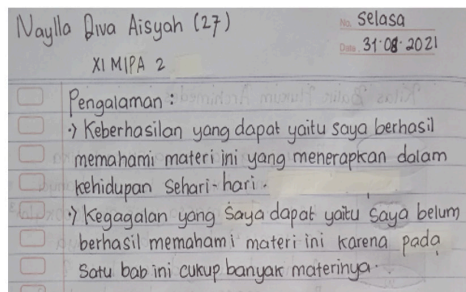 Naylla Diva Aisyah (27)
No. Selasa
Date. 31·08·2021
XI MIPA 2
Pengalaman :
·) Keberhasilan yang dapat yaitu saya berhasil
memahami materi ini yang menerapkan dalam
kehidupan sehari-hari.
·) Kegagalan yang saya dapat yaitu saya belum
berhasil memahami materi ini karena pada
satu bab ini cukup banyak materinya.